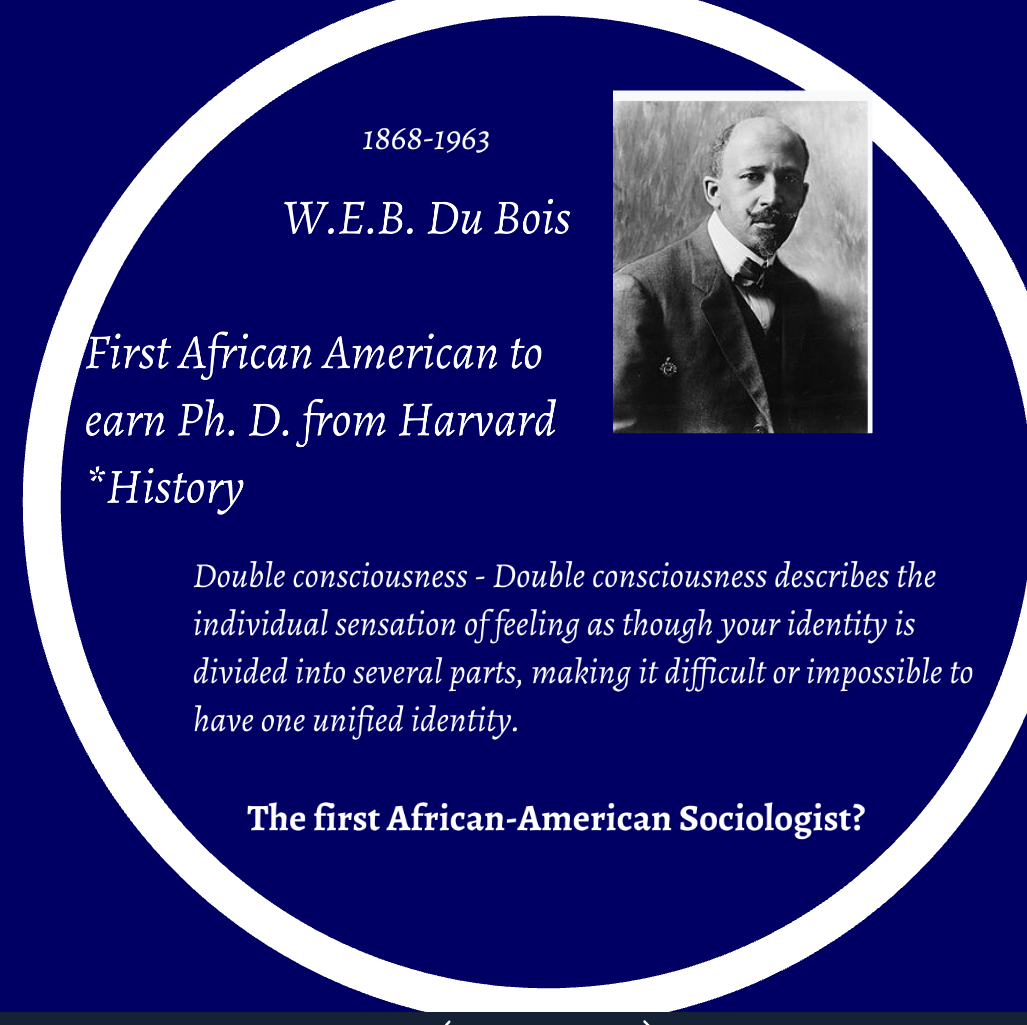 1868-1963
W.E.B. Du Bois
First African American to
earn Ph. D. from Harvard
*History
Double consciousness - Double consciousness describes the
individual sensation of feeling as though your identity is
divided into several parts, making it difficult or impossible to
have one unified identity.
The first African-American Sociologist?